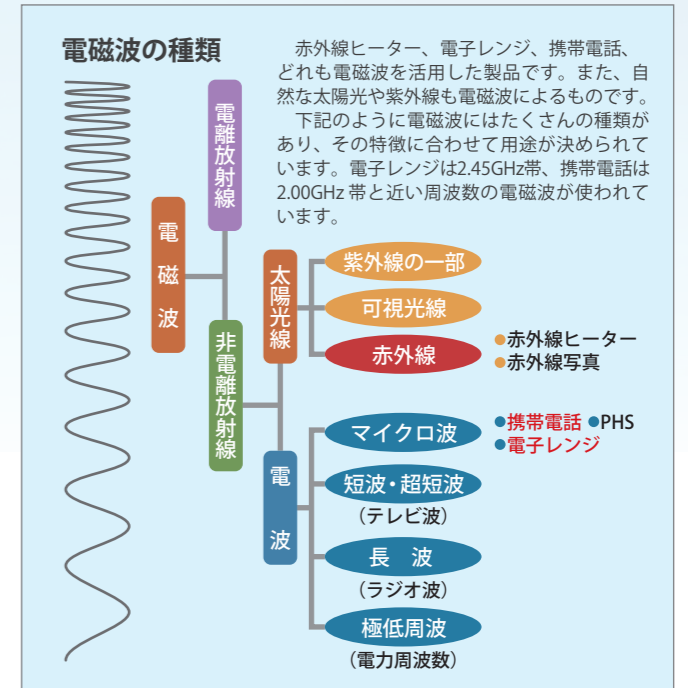 電磁波の種類
　赤外線ヒーター、電子レンジ、携帯電話、
どれも電磁波を活用した製品です。また、自
然な太陽光や紫外線も電磁波によるものです。
　下記のように電磁波にはたくさんの種類が
あり、その特徴に合わせて用途が決められて
います。電子レンジは2.45GHz帯、携帯電話は
2.00GHz 帯と近い周波数の電磁波が使われて
います。
電磁波
電離放射線
非電離放射線
太陽光線
紫外線の一部
可視光線
赤外線
●赤外線ヒーター
●赤外線写真
電波
マイクロ波
●携帯電話 ●PHS
●電子レンジ
短波・超短波
（テレビ波）
長　波
（ラジオ波）
極低周波
（電力周波数）